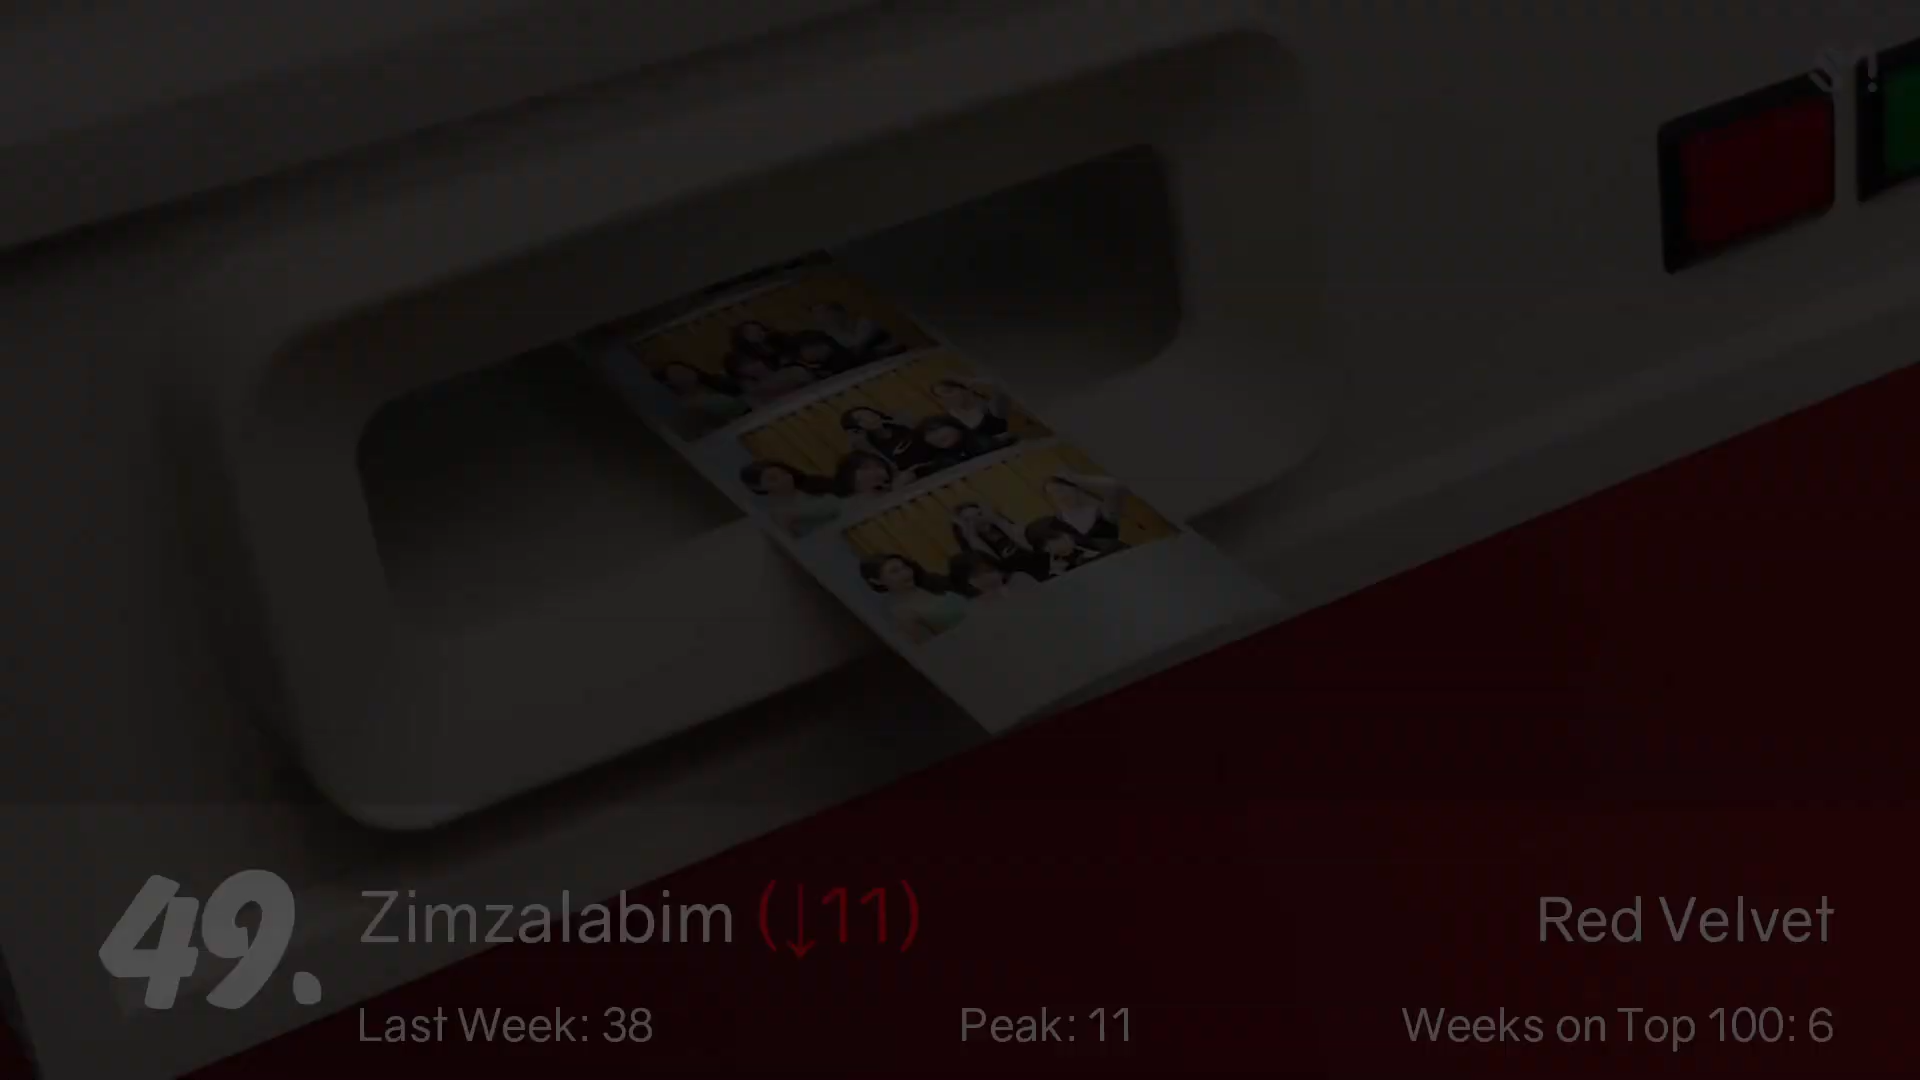 49. Zimzalabim (↓11) Red Velvet
Last Week: 38 Peak: 11 Weeks on Top 100: 6